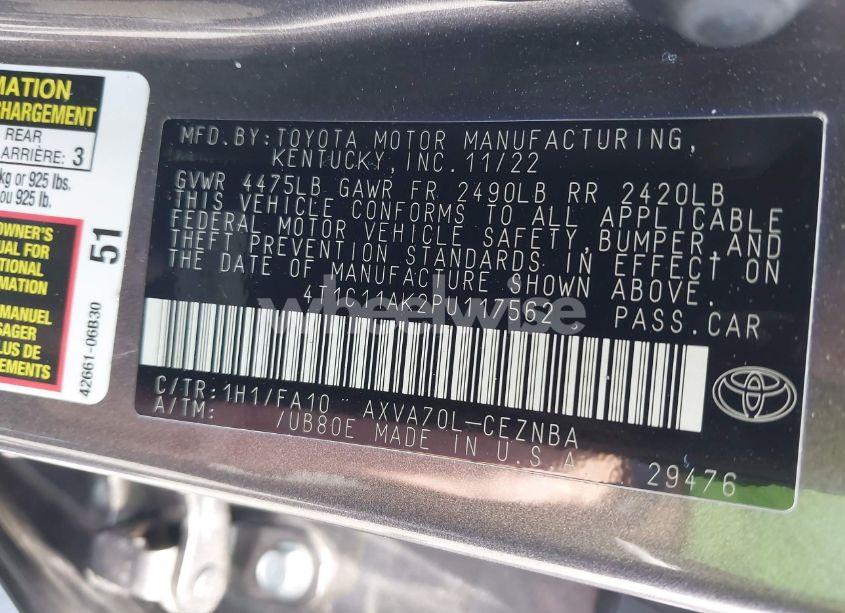 MATION
CHARGEMENT
REAR
ARRIÈRE: 3
kg or 925 lbs.
ou 925 lb.
OWNER'S
UAL FOR
TIONAL
RMATION
MANUEL
SAGER
LUS DE
EMENTS
51
42661-06B30
MFD.BY:TOYOTA MOTOR MANUFACTURING,
KENTUCKY,INC.11/22
GVWR 4475LB GAWR FR 2490LB RR 2420LB
THIS VEHICLE CONFORMS TO ALL APPLICABLE
FEDERAL MOTOR VEHICLE SAFETY,BUMPER,AND
THEFT PREVENTION STANDARDS IN EFFECT ON
THE DATE OF MANUFACTURE SHOWN ABOVE.
PASS.CAR
wheelwise
C/TR:1H1/FA10 AXVA70L-CEZNBA
A/TM: /UB80E MADE IN U.S.A
29476